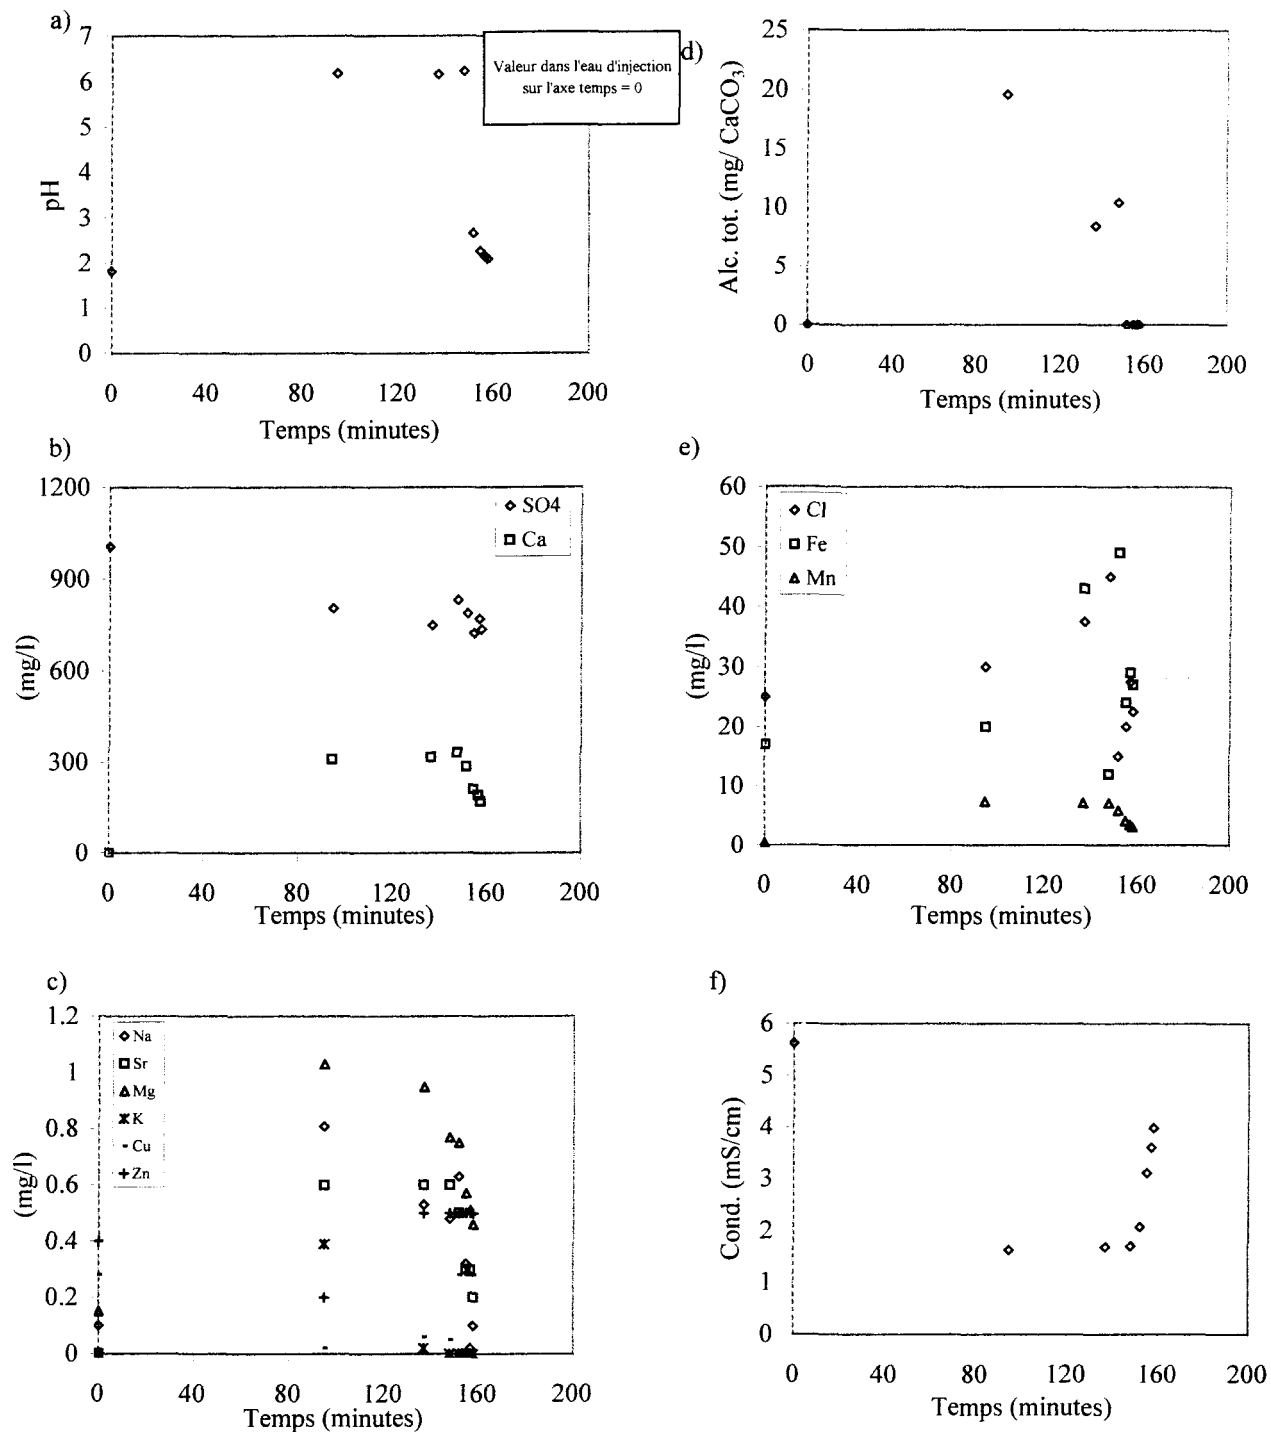 a)
7
6
5
4
3
2
1
0
pH
Valeur dans l'eau d'injection
sur l'axe temps = 0
0 40 80 120 160 200
Temps (minutes)
d)
25
20
15
10
5
0
Alc. tot. (mg/ CaCO3)
0 40 80 120 160 200
Temps (minutes)
b)
1200
900
600
300
0
(mg/l)
SO4
Ca
0 40 80 120 160 200
Temps (minutes)
e)
60
50
40
30
20
10
0
(mg/l)
Cl
Fe
Mn
0 40 80 120 160 200
Temps (minutes)
c)
1.2
1
0.8
0.6
0.4
0.2
0
(mg/l)
Na
Sr
Mg
K
Cu
Zn
0 40 80 120 160 200
Temps (minutes)
f)
6
5
4
3
2
1
0
Cond. (mS/cm)
0 40 80 120 160 200
Temps (minutes)